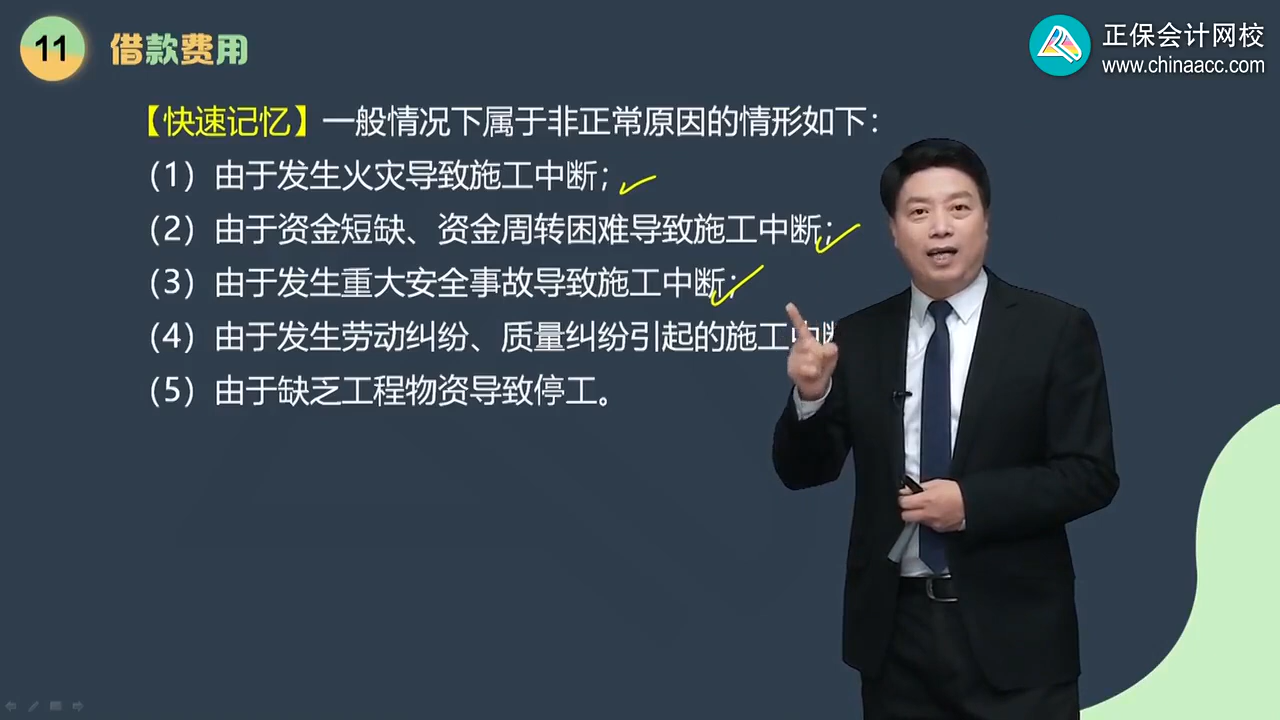 11 借款费用
正保会计网校
www.chinaacc.com
【快速记忆】一般情况下属于非正常原因的情形如下：
（1）由于发生火灾导致施工中断；
（2）由于资金短缺、资金周转困难导致施工中断；
（3）由于发生重大安全事故导致施工中断；
（4）由于发生劳动纠纷、质量纠纷引起的施工中断
（5）由于缺乏工程物资导致停工。